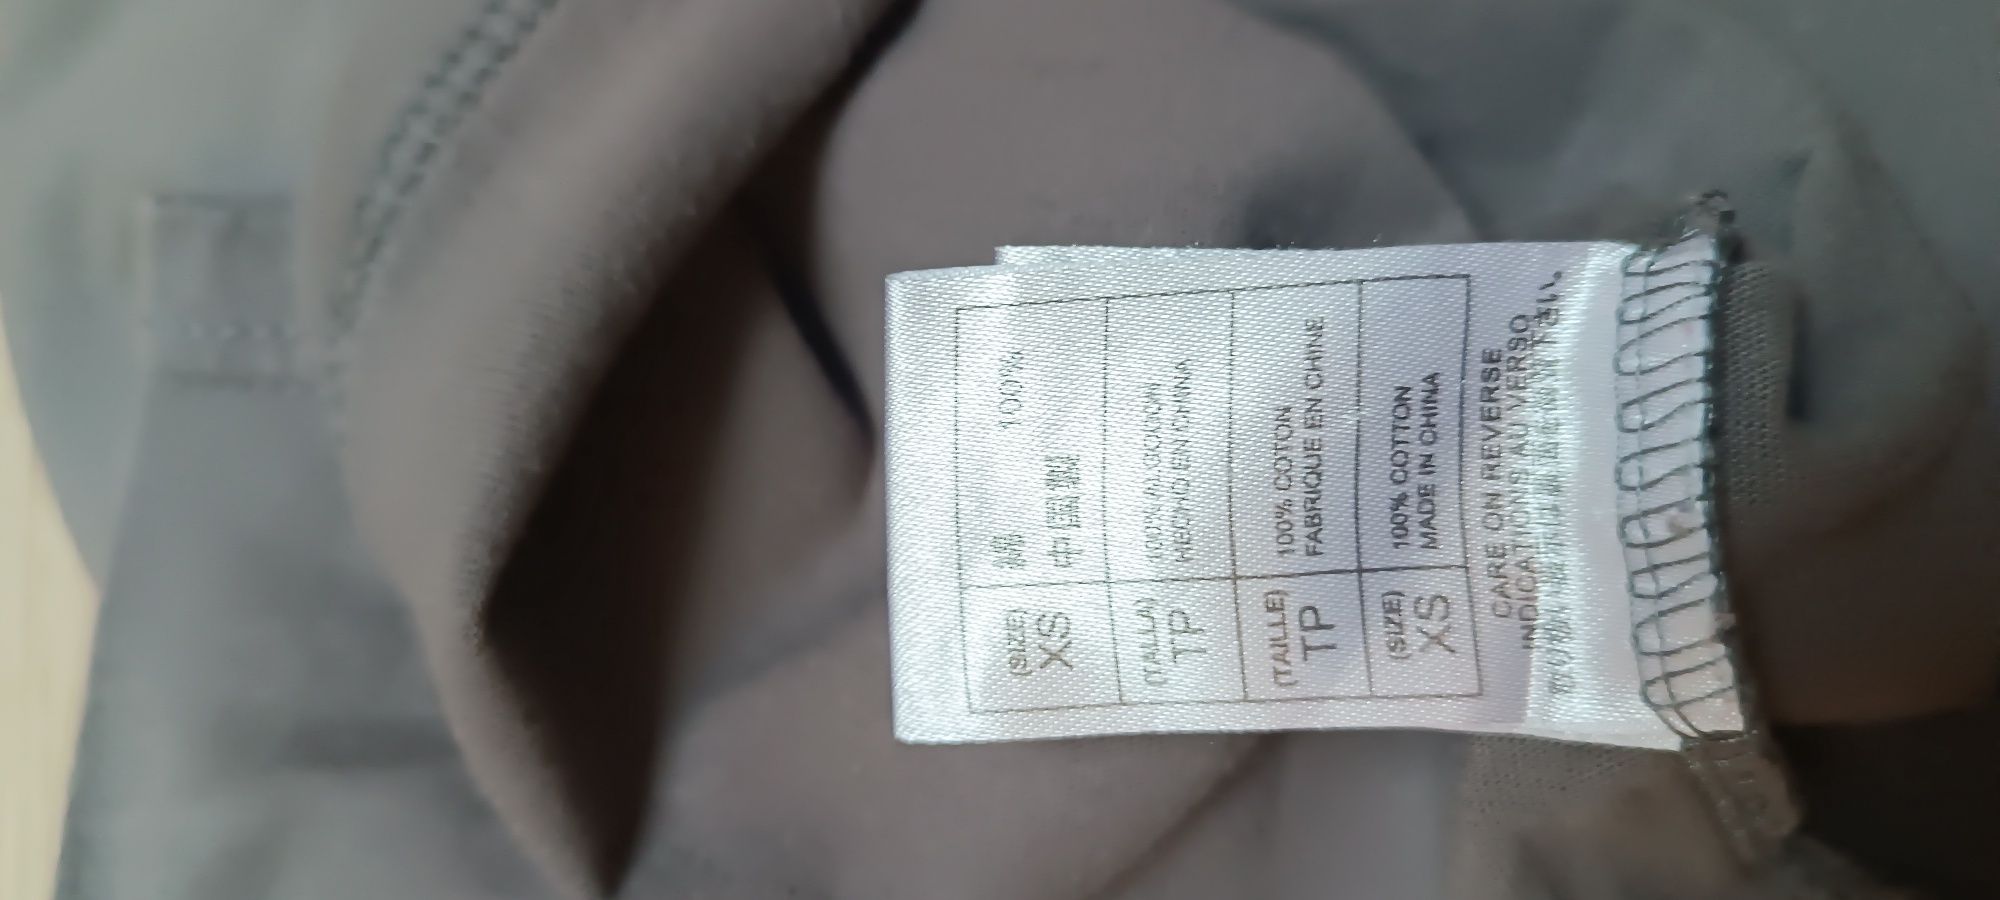 (SIZE) 綿 100%
XS 中国製
(TALLA) 100% ALGODON
TP HECHO EN CHINA
(TAILLE) 100% COTON
TP FABRIQUE EN CHINE
(SIZE) 100% COTTON
XS MADE IN CHINA
CARE ON REVERSE
INDICATIONS AU VERSO